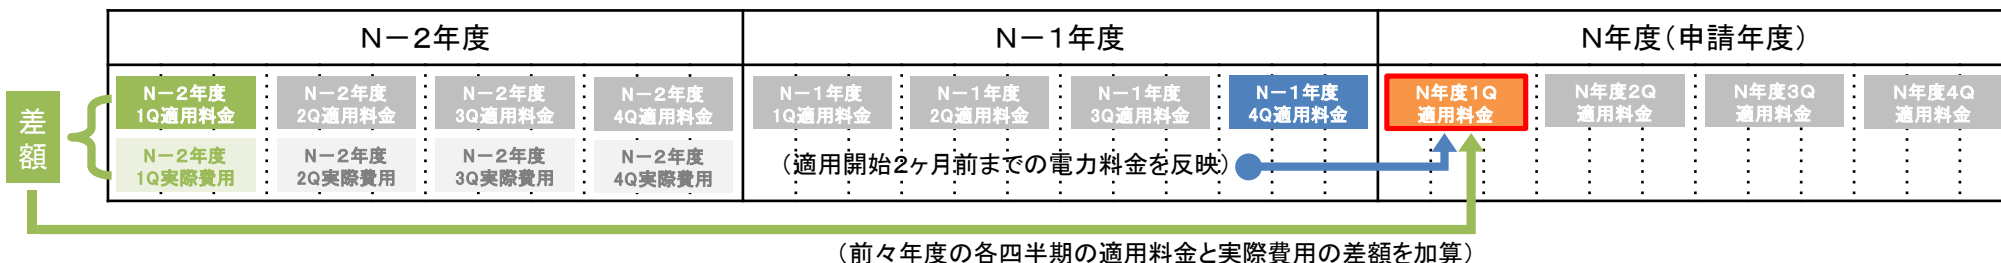 N－2年度
N－1年度
N年度（申請年度）
差額
N－2年度
1Q適用料金
N－2年度
2Q適用料金
N－2年度
3Q適用料金
N－2年度
4Q適用料金
N－1年度
1Q適用料金
N－1年度
2Q適用料金
N－1年度
3Q適用料金
N－1年度
4Q適用料金
N年度1Q
適用料金
N年度2Q
適用料金
N年度3Q
適用料金
N年度4Q
適用料金
N－2年度
1Q実際費用
N－2年度
2Q実際費用
N－2年度
3Q実際費用
N－2年度
4Q実際費用
（適用開始2ヶ月前までの電力料金を反映）
（前々年度の各四半期の適用料金と実際費用の差額を加算）